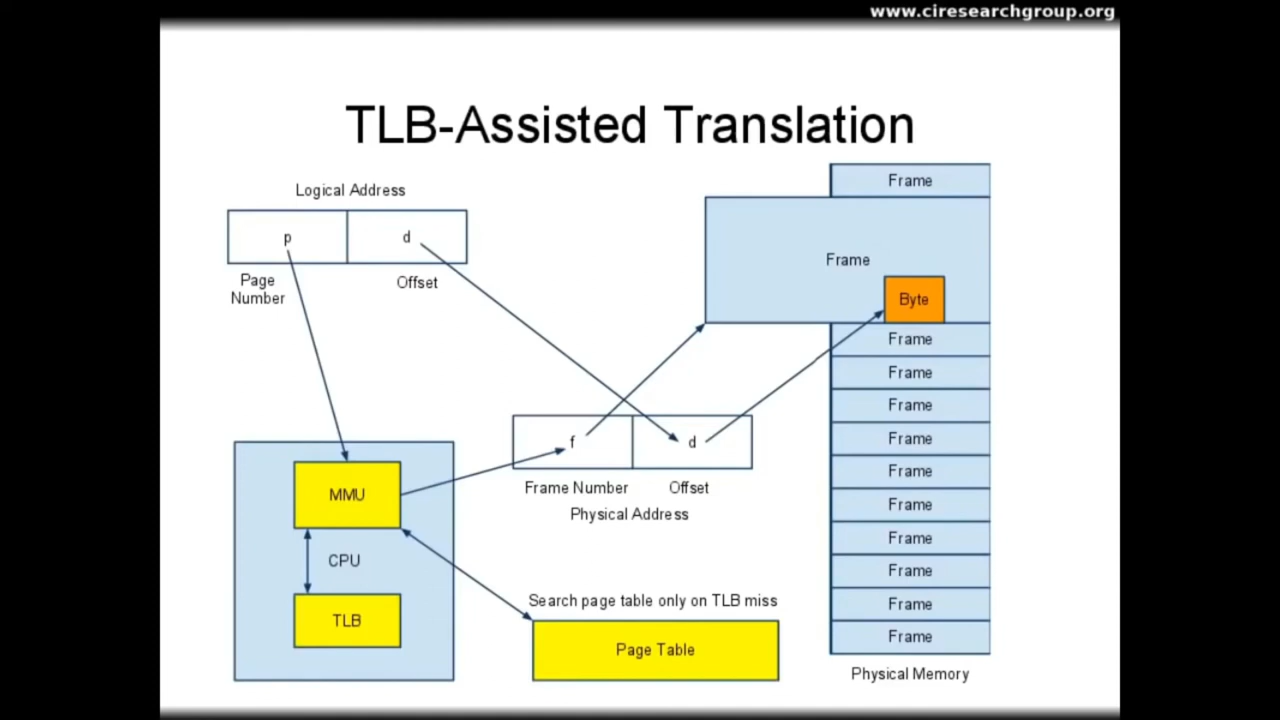 www.ciresearchgroup.org
TLB-Assisted Translation
Logical Address
p
d
Page
Number
Offset
Frame
Frame
Byte
Frame
Frame
Frame
Frame
Frame
Frame
Frame
Frame
Frame
Frame
Physical Memory
f
d
Frame Number
Offset
Physical Address
MMU
CPU
TLB
Search page table only on TLB miss
Page Table